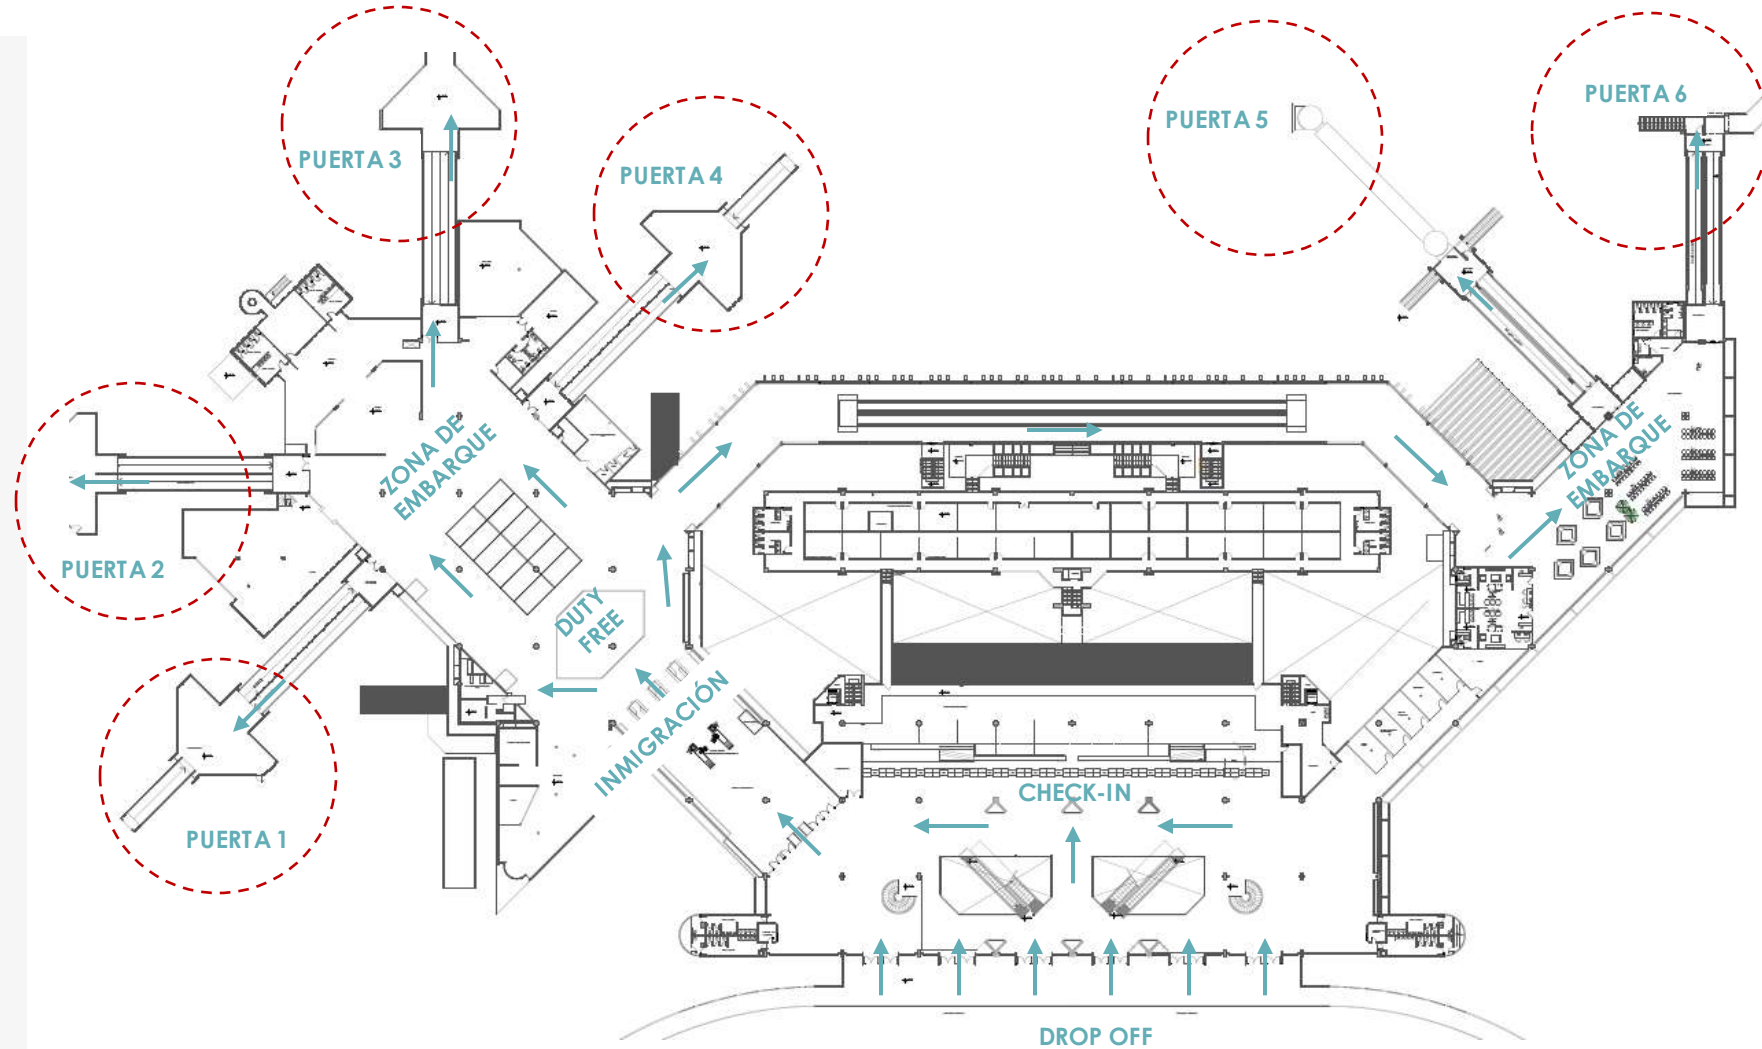 PUERTA 3
PUERTA 4
PUERTA 5
PUERTA 6
ZONA DE
EMBARQUE
ZONA DE
EMBARQUE
PUERTA 2
DUTY
FREE
INMIGRACIÓN
PUERTA 1
CHECK-IN
DROP OFF